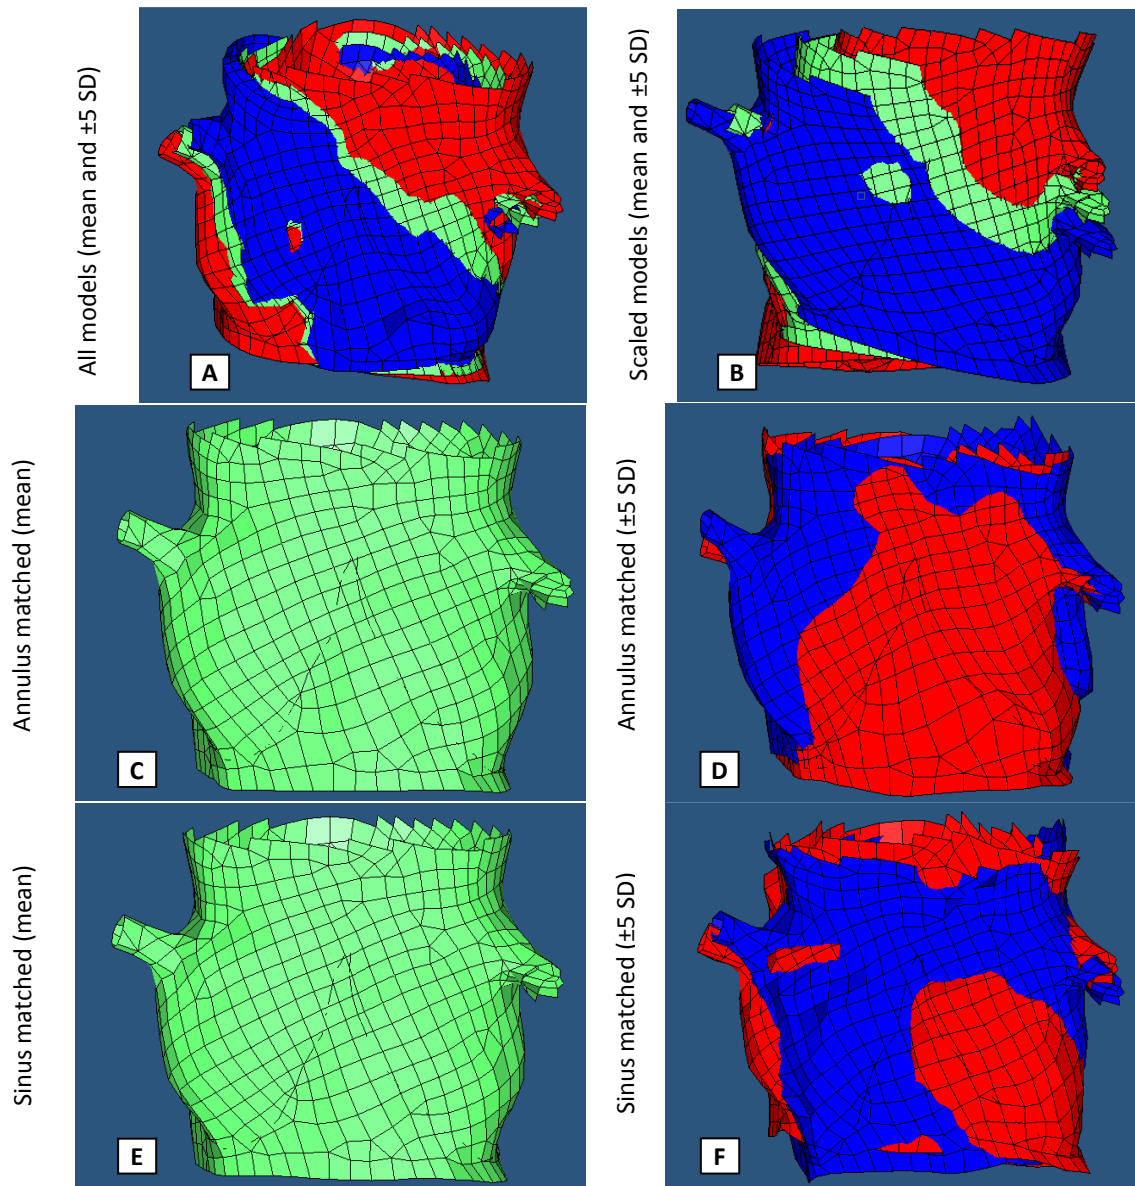 All models (mean and ±5 SD)
A
Scaled models (mean and ±5 SD)
B
Annulus matched (mean)
C
Annulus matched (±5 SD)
D
Sinus matched (mean)
E
Sinus matched (±5 SD)
F